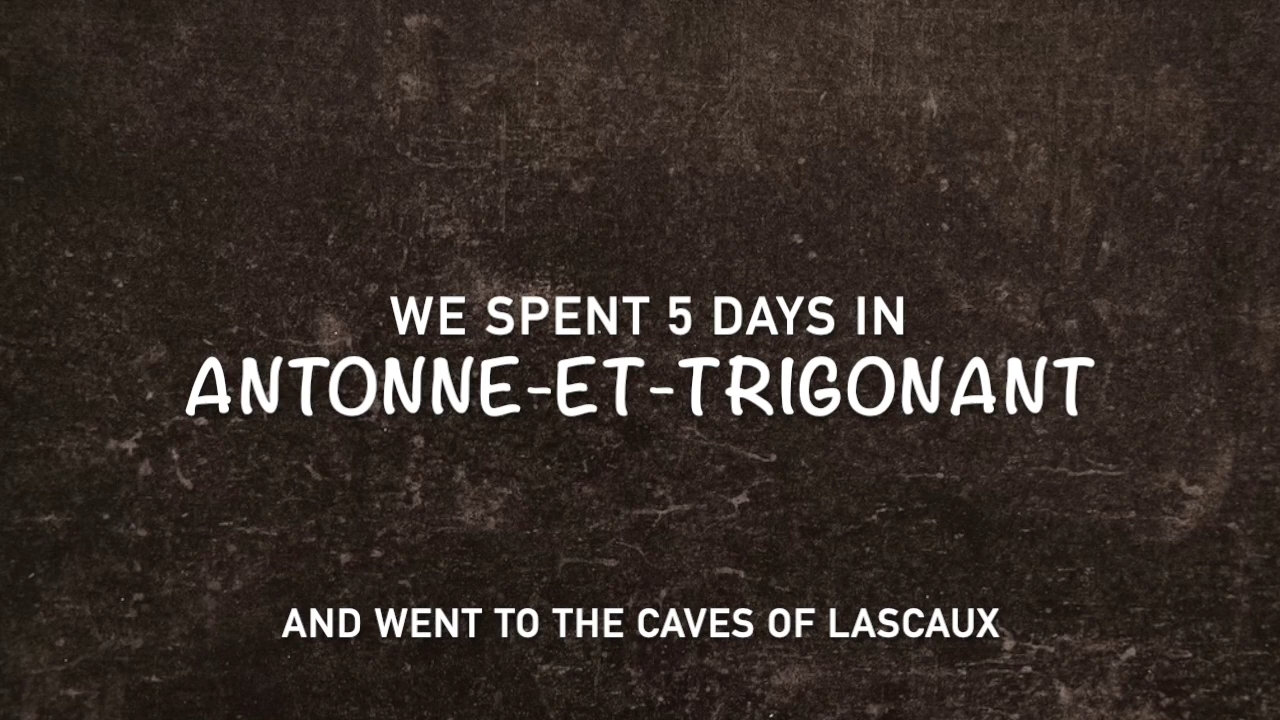 WE SPENT 5 DAYS IN
ANTONNE-ET-TRIGONANT
AND WENT TO THE CAVES OF LASCAUX